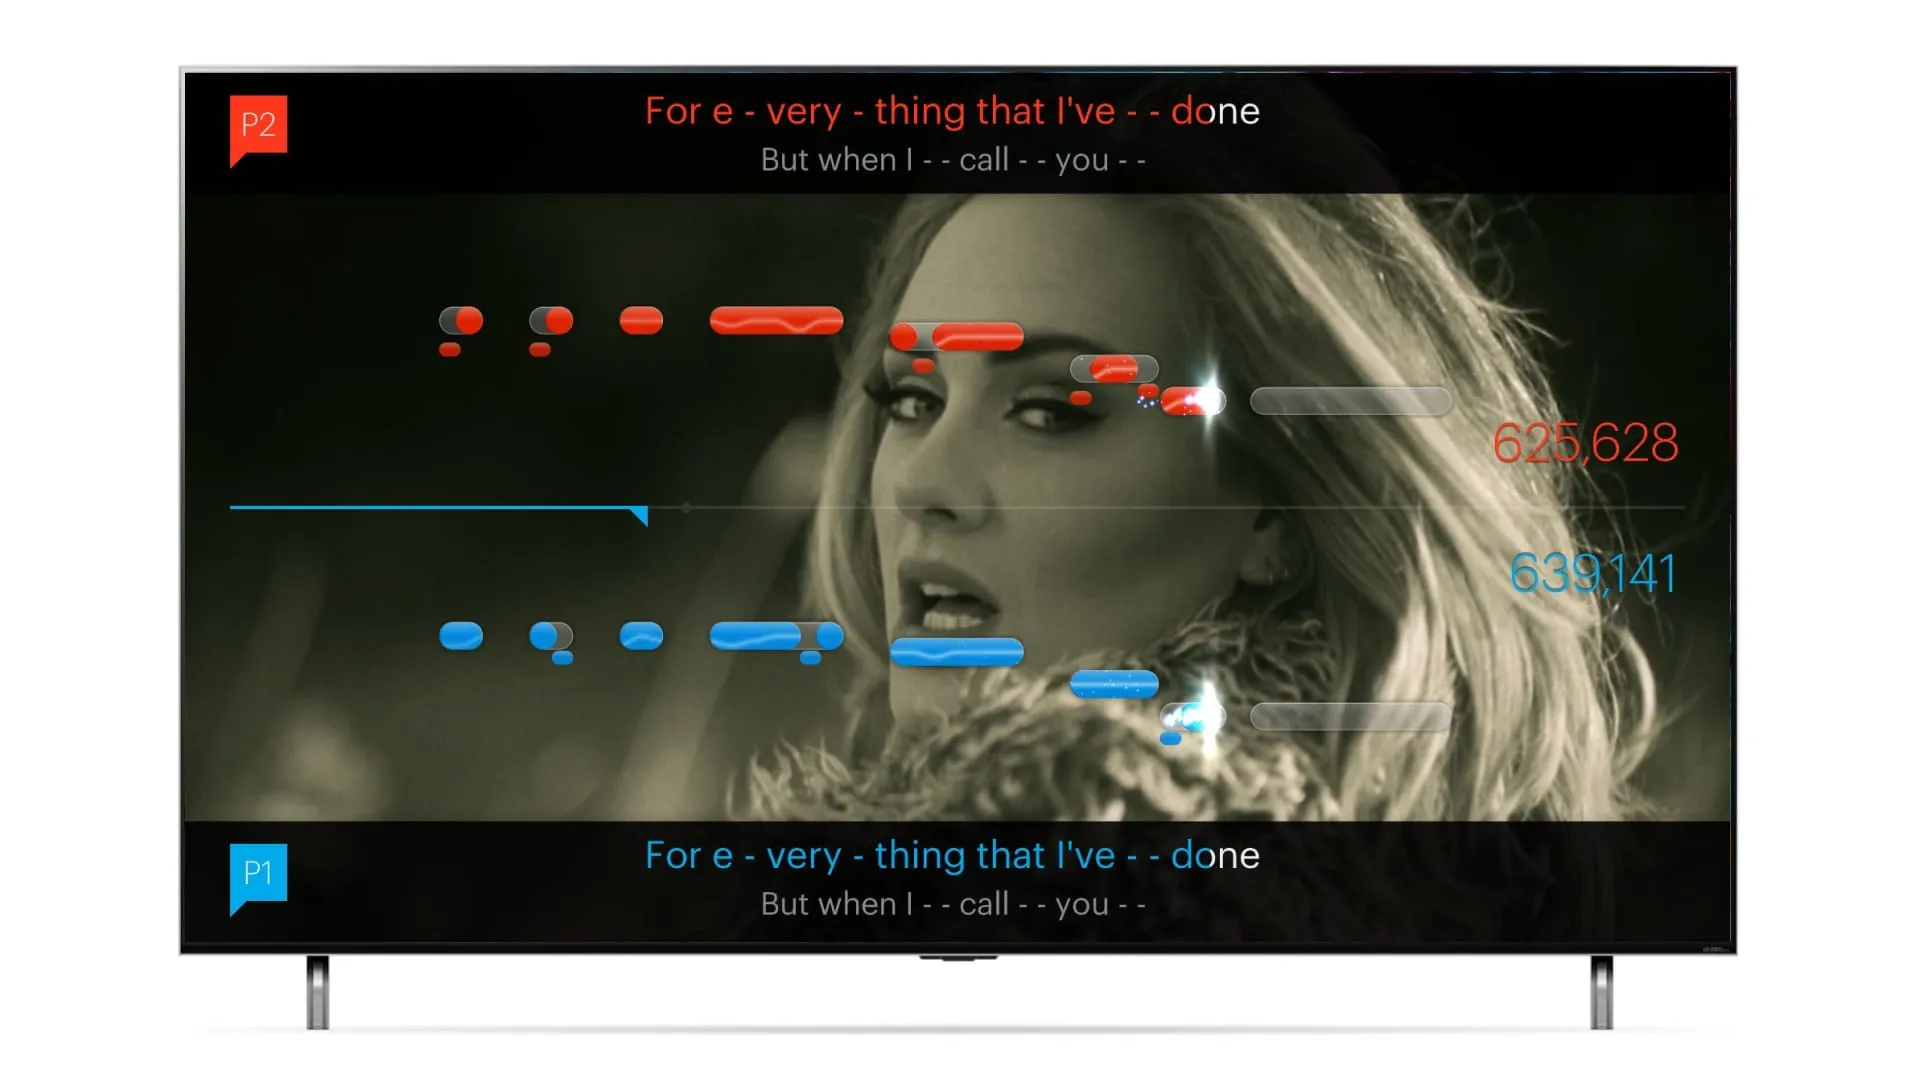 P2
For e - very - thing that I've - - done
But when I - - call - - you - -
625,628
639,141
P1
For e - very - thing that I've - - done
But when I - - call - - you - -